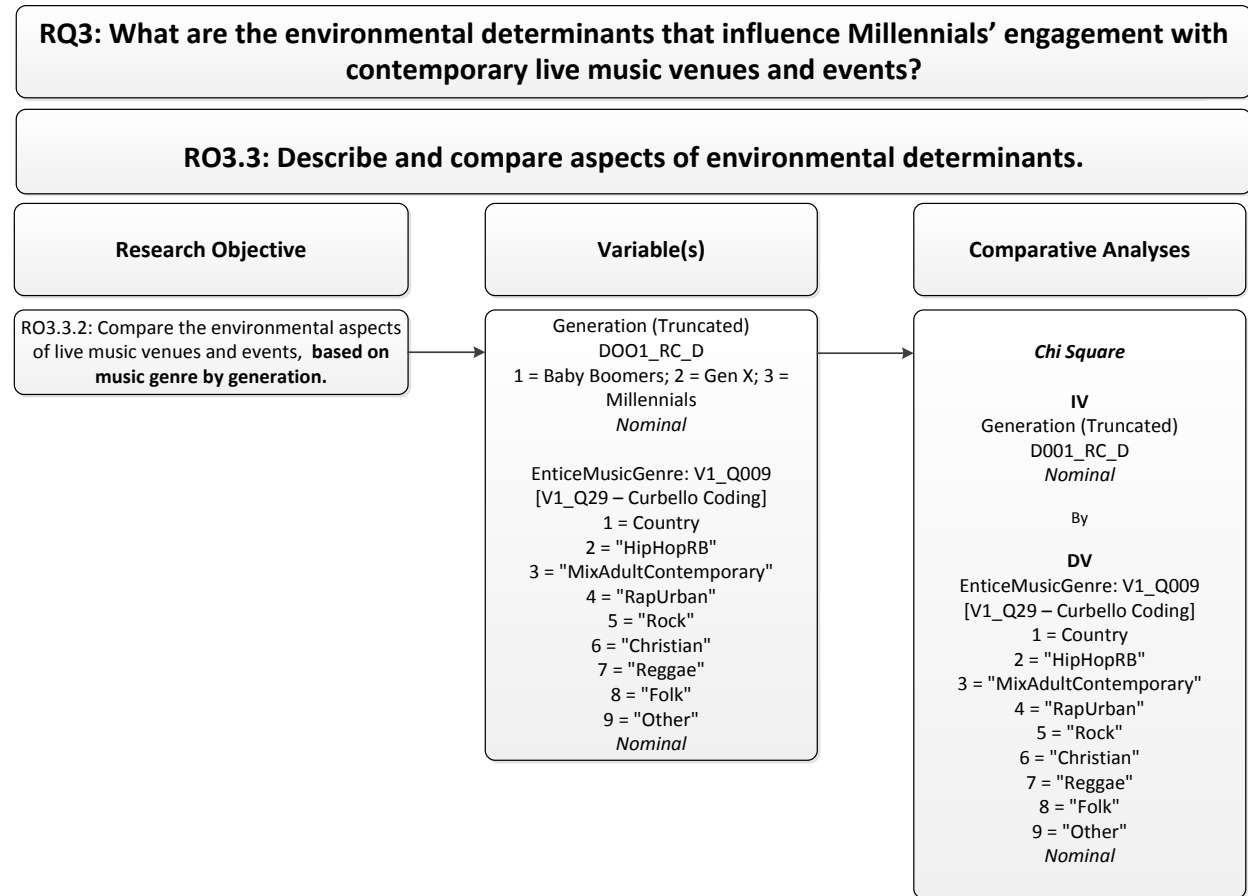 RQ3: What are the environmental determinants that influence Millennials’ engagement with
contemporary live music venues and events?
RO3.3: Describe and compare aspects of environmental determinants.
Research Objective
Variable(s)
Comparative Analyses
RO3.3.2: Compare the environmental aspects
of live music venues and events, based on
music genre by generation.
Generation (Truncated)
DOO1_RC_D
1 = Baby Boomers; 2 = Gen X; 3 =
Millennials
Nominal
EnticeMusicGenre: V1_Q009
[V1_Q29 – Curbello Coding]
1 = Country
2 = "HipHopRB"
3 = "MixAdultContemporary"
4 = "RapUrban"
5 = "Rock"
6 = "Christian"
7 = "Reggae"
8 = "Folk"
9 = "Other"
Nominal
Chi Square
IV
Generation (Truncated)
D001_RC_D
Nominal
By
DV
EnticeMusicGenre: V1_Q009
[V1_Q29 – Curbello Coding]
1 = Country
2 = "HipHopRB"
3 = "MixAdultContemporary"
4 = "RapUrban"
5 = "Rock"
6 = "Christian"
7 = "Reggae"
8 = "Folk"
9 = "Other"
Nominal